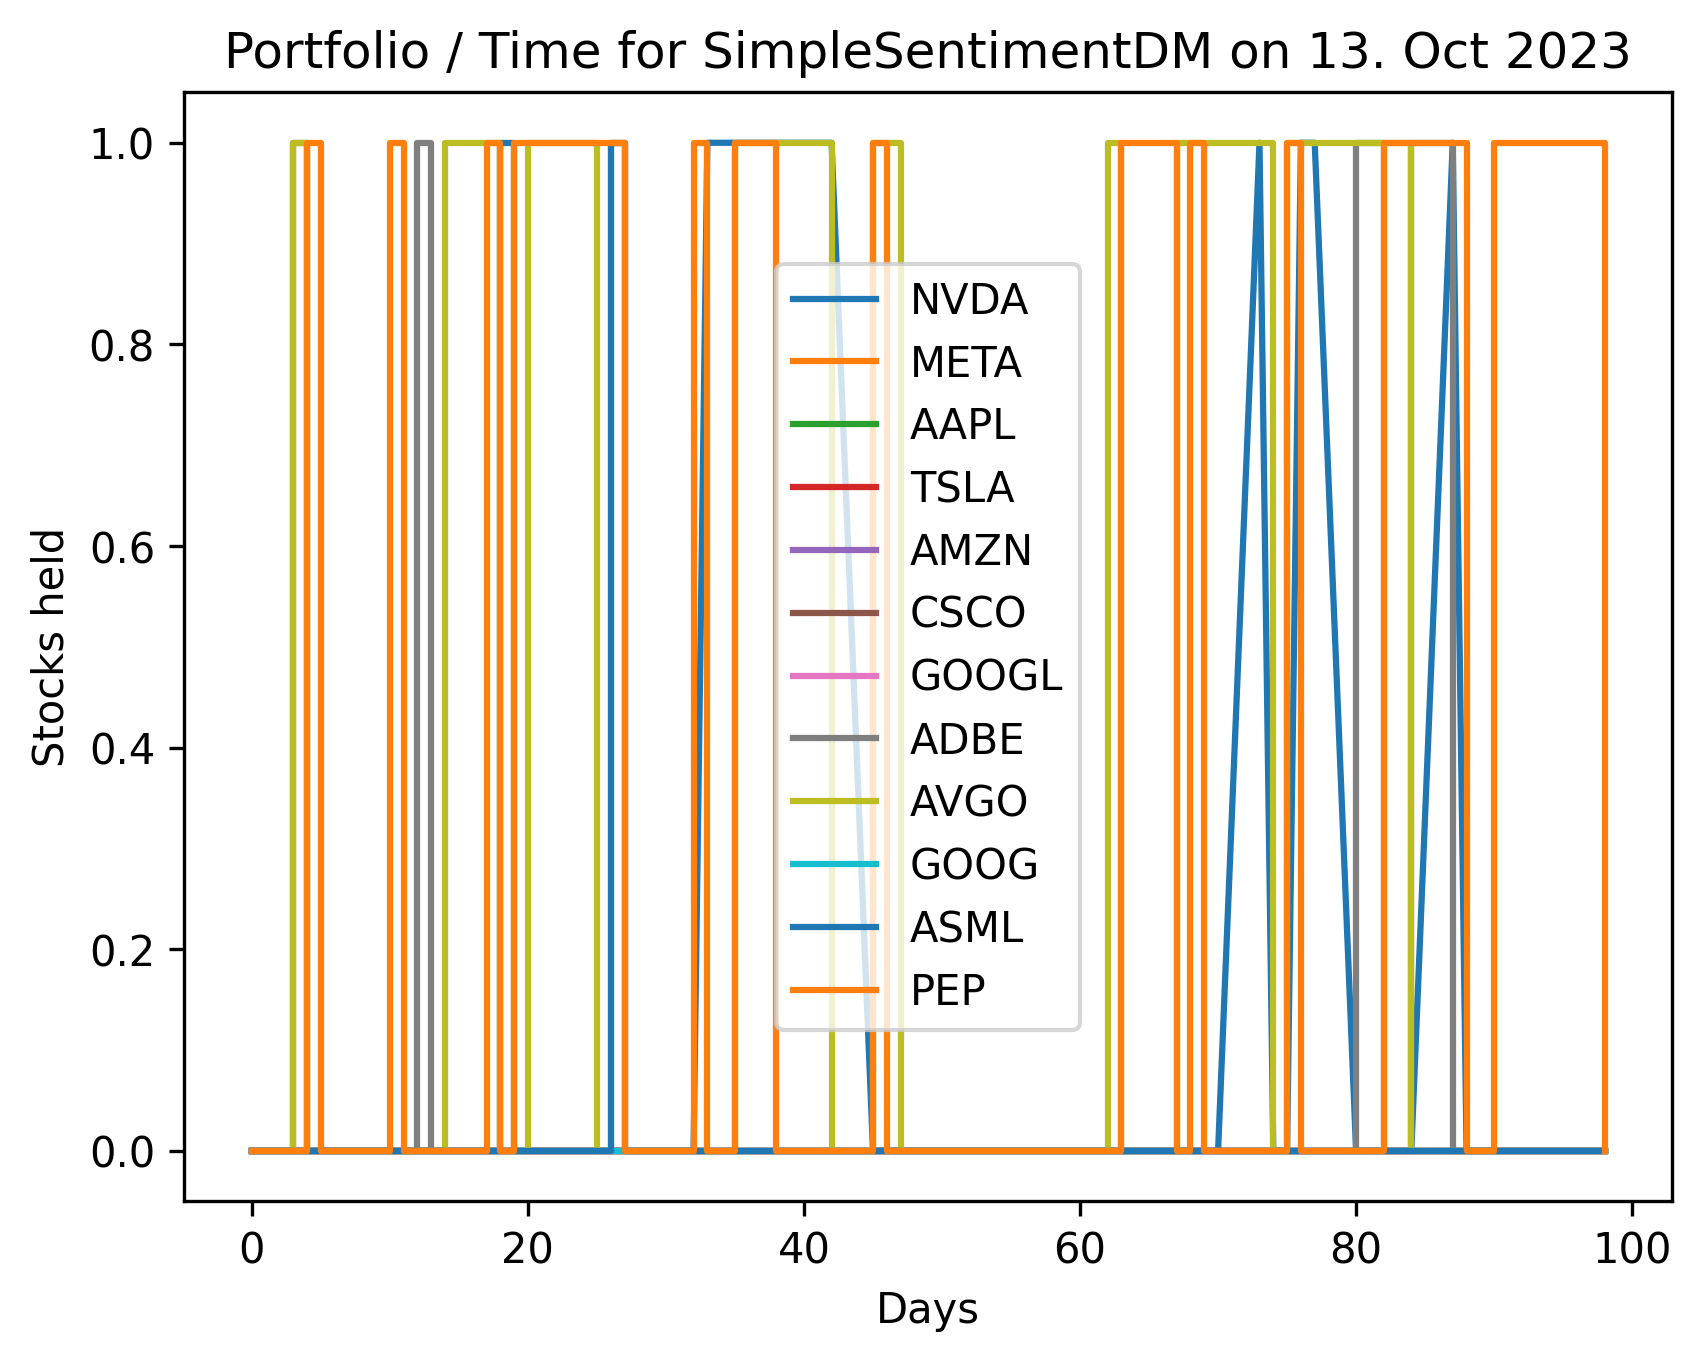 Portfolio / Time for SimpleSentimentDM on 13. Oct 2023
1.0
0.8
0.6
0.4
0.2
0.0
Stocks held
NVDA
META
AAPL
TSLA
AMZN
CSCO
GOOGL
ADBE
AVGO
GOOG
ASML
PEP
0 20 40 60 80 100
Days